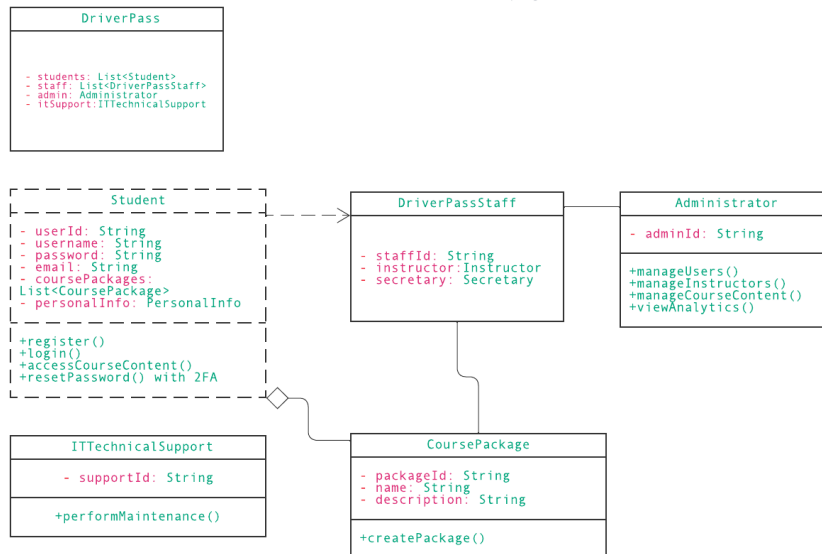 DriverPass
- students: List<Student>
- staff: List<DriverPassStaff>
- admin: Administrator
- itSupport:ITTechnicalSupport
Student
- userId: String
- username: String
- password: String
- email: String
- coursePackages:
List<CoursePackage>
- personalInfo: PersonalInfo
+register()
+login()
+accessCourseContent()
+resetPassword() with 2FA
DriverPassStaff
- staffId: String
- instructor:Instructor
- secretary: Secretary
Administrator
- adminId: String
+manageUsers()
+manageInstructors()
+manageCourseContent()
+viewAnalytics()
ITTechnicalSupport
- supportId: String
+performMaintenance()
CoursePackage
- packageId: String
- name: String
- description: String
+createPackage()